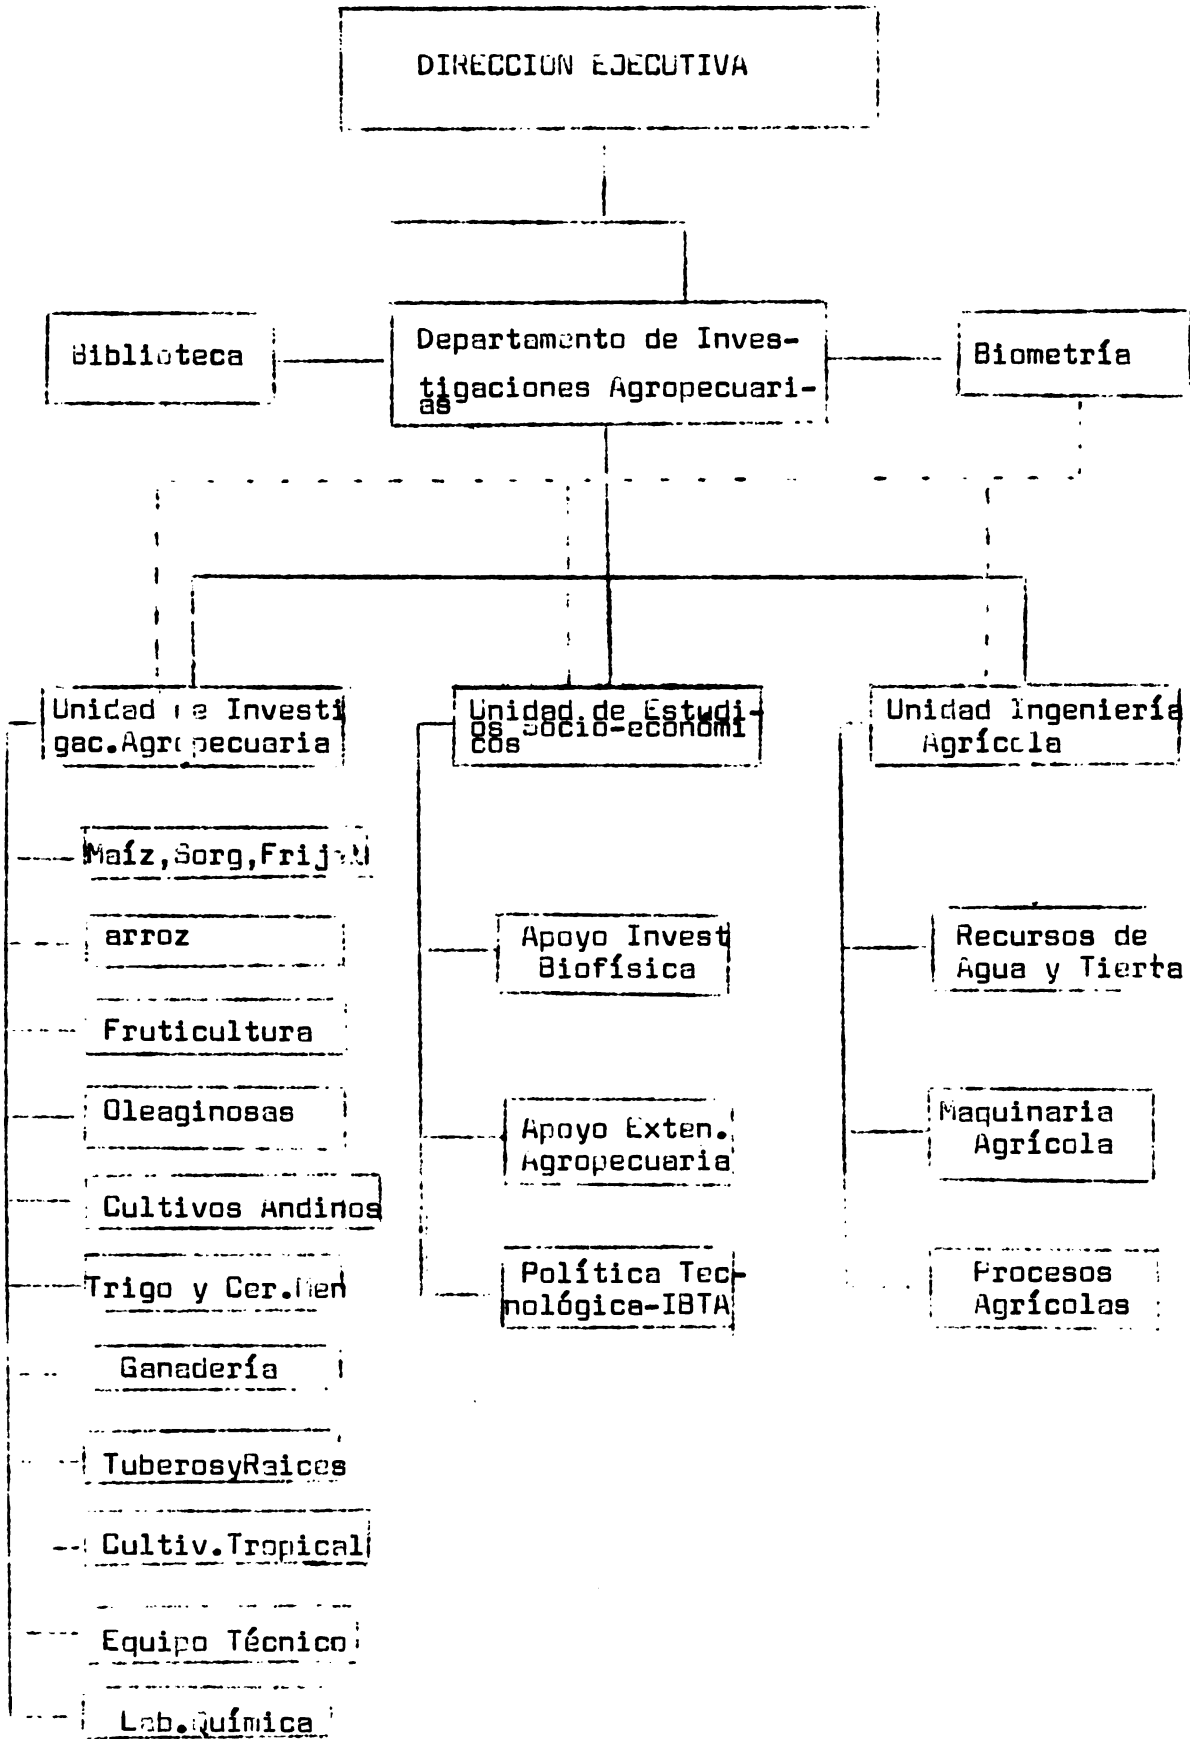 DIRECCION EJECUTIVA
Biblioteca
Departamento de Inves-
tigaciones Agropecuari-
as
Biometría
Unidad de Investi
gac.Agropecuaria
Unidad de Estudi-
os Socio-económi
cos
Unidad Ingeniería
Agrícola
Maíz,Sorg,Frijol
arroz
Fruticultura
Oleaginosas
Cultivos Andinos
Trigo y Cer.Men
Ganadería
TuberosyRaices
Cultiv.Tropical
Equipo Técnico
Lab.Química
Apoyo Invest
Biofísica
Apoyo Exten.
Agropecuaria
Política Tec-
nológica-IBTA
Recursos de
Agua y Tierra
Maquinaria
Agrícola
Procesos
Agrícolas